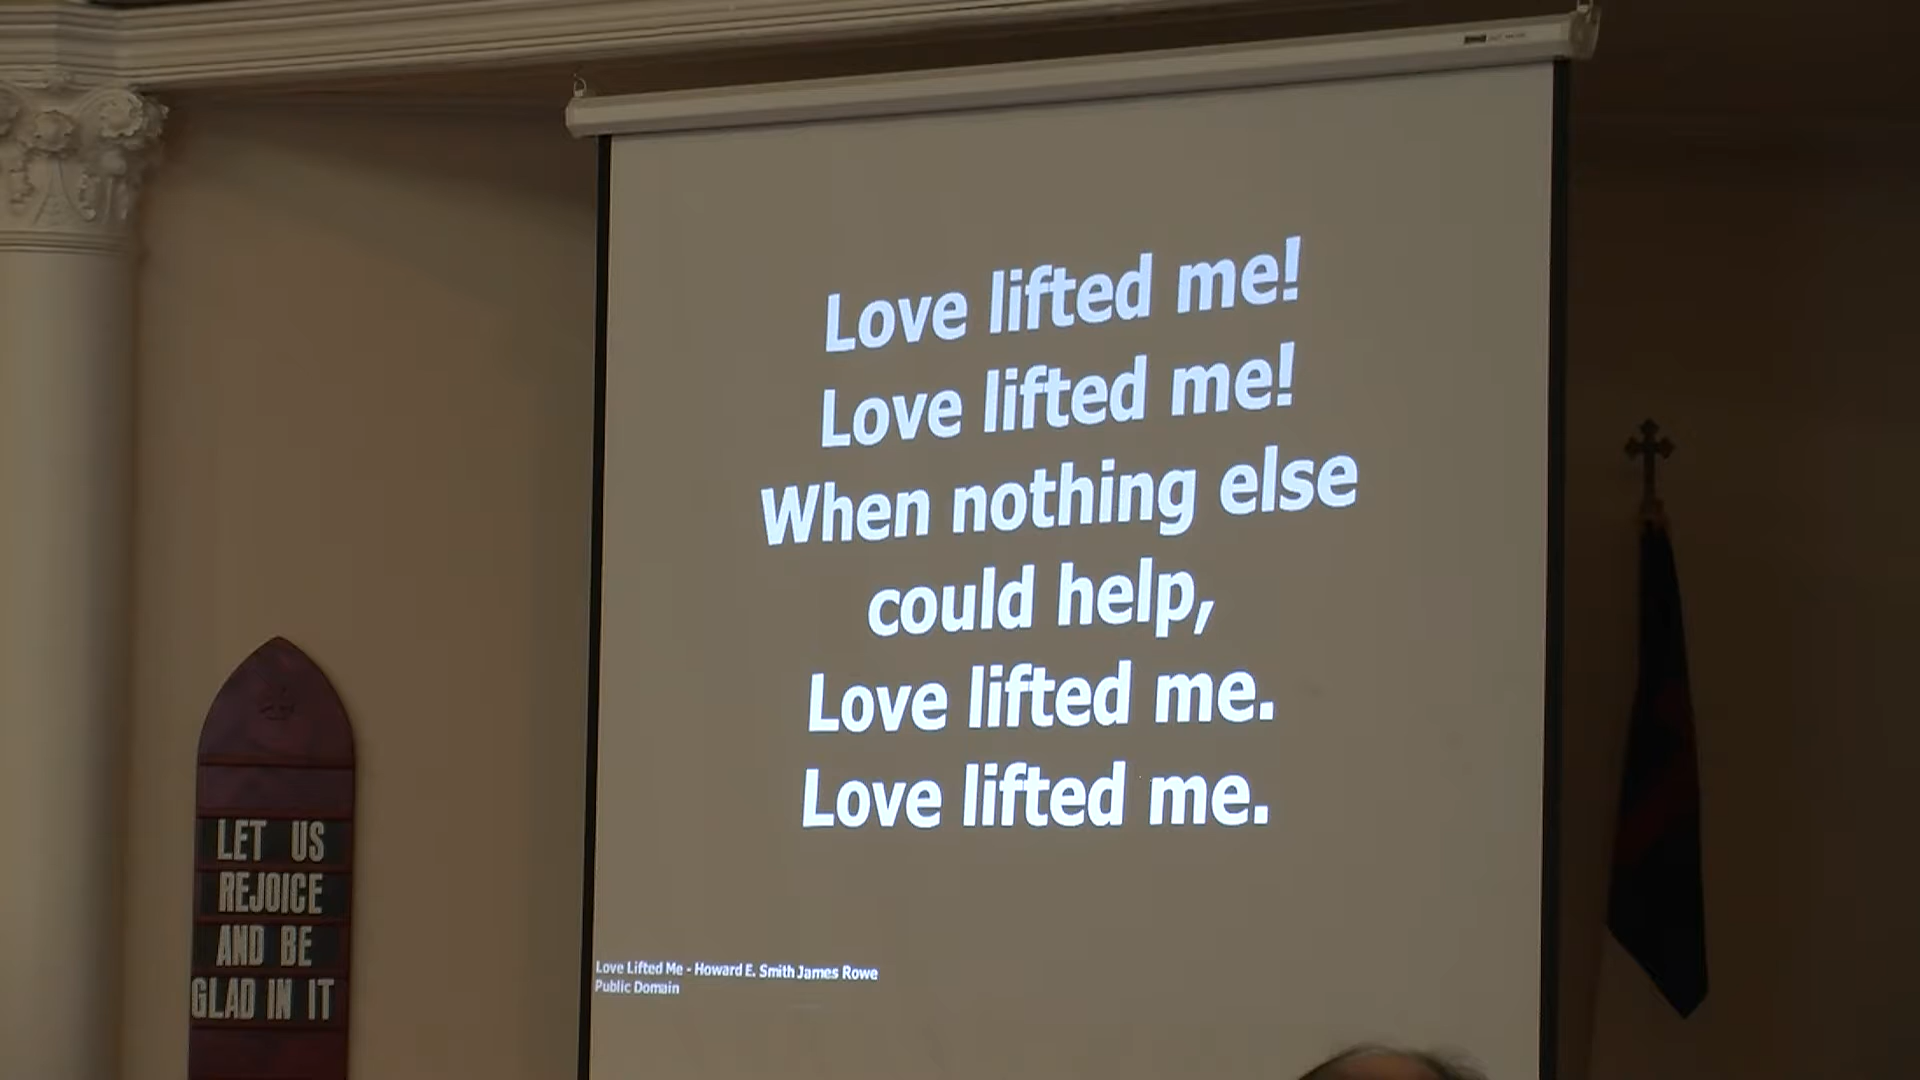 Love lifted me!
Love lifted me!
When nothing else
could help,
Love lifted me.
Love lifted me.
Love Lifted Me - Howard E. Smith James Rowe
Public Domain
LET US
REJOICE
AND BE
GLAD IN IT